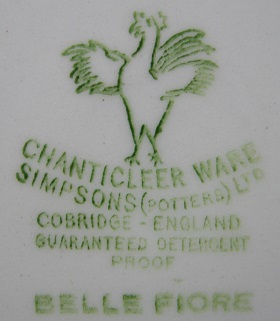 CHANTICLEER WARE
SIMPSONS (POTTERS) LTD
COBRIDGE - ENGLAND
GUARANTEED DETERGENT
PROOF
BELLE FIORE